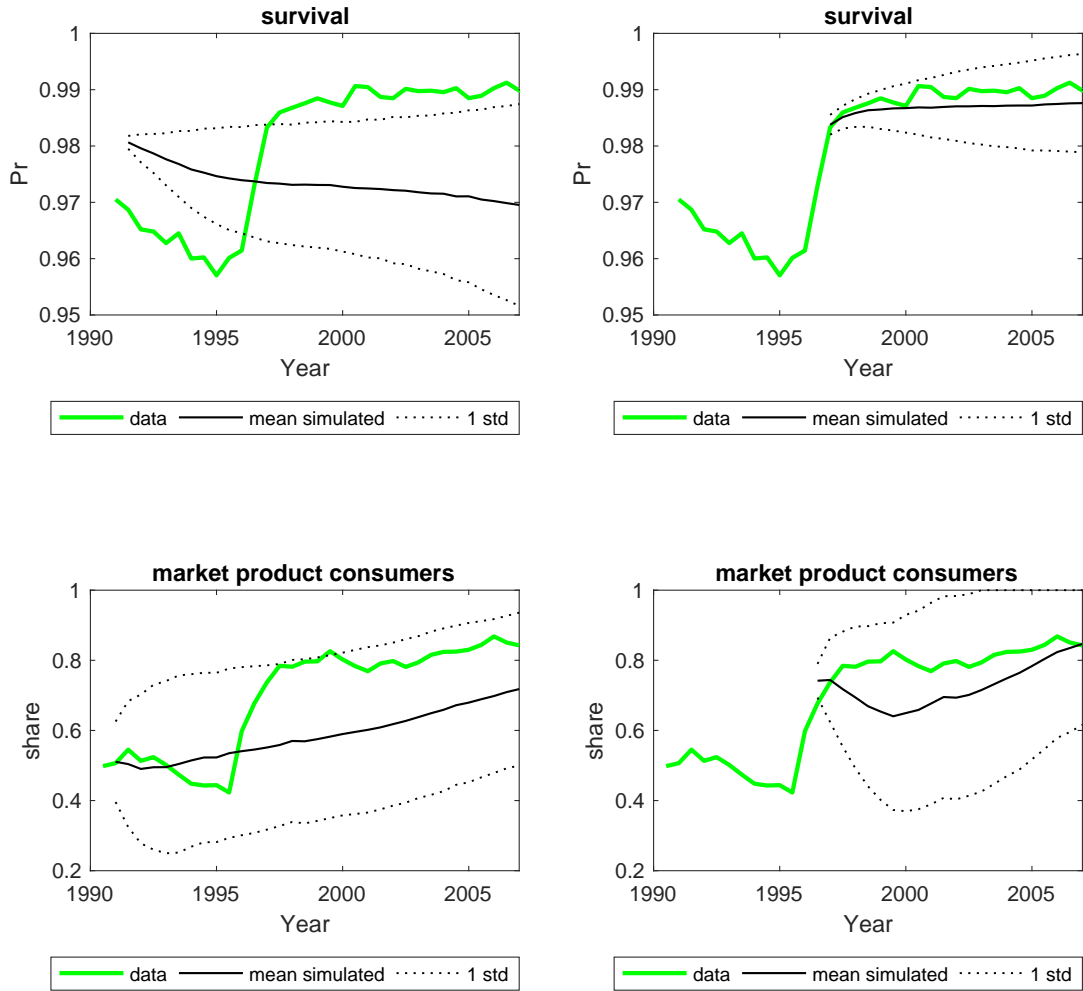 survival
1
0.99
0.98
0.97
0.96
0.95
Pr
1990 1995 2000 2005
Year
data mean simulated 1 std
survival
1
0.99
0.98
0.97
0.96
0.95
Pr
1990 1995 2000 2005
Year
data mean simulated 1 std
market product consumers
1
0.8
0.6
0.4
0.2
share
1990 1995 2000 2005
Year
data mean simulated 1 std
market product consumers
1
0.8
0.6
0.4
0.2
share
1990 1995 2000 2005
Year
data mean simulated 1 std